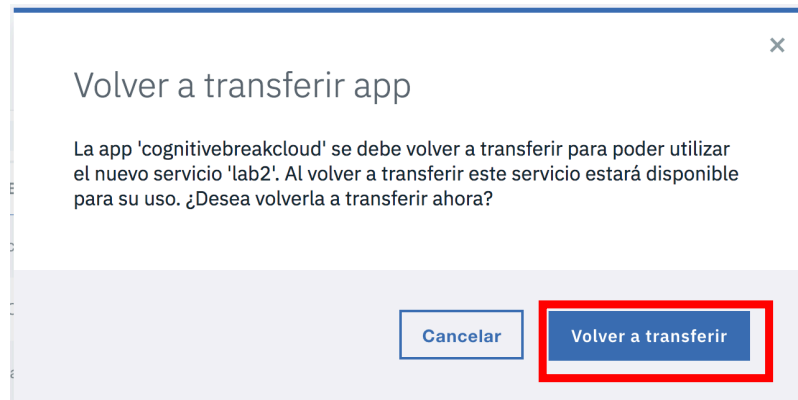 Volver a transferir app
La app 'cognitivebreakcloud' se debe volver a transferir para poder utilizar
el nuevo servicio 'lab2'. Al volver a transferir este servicio estará disponible
para su uso. ¿Desea volverla a transferir ahora?
Cancelar
Volver a transferir